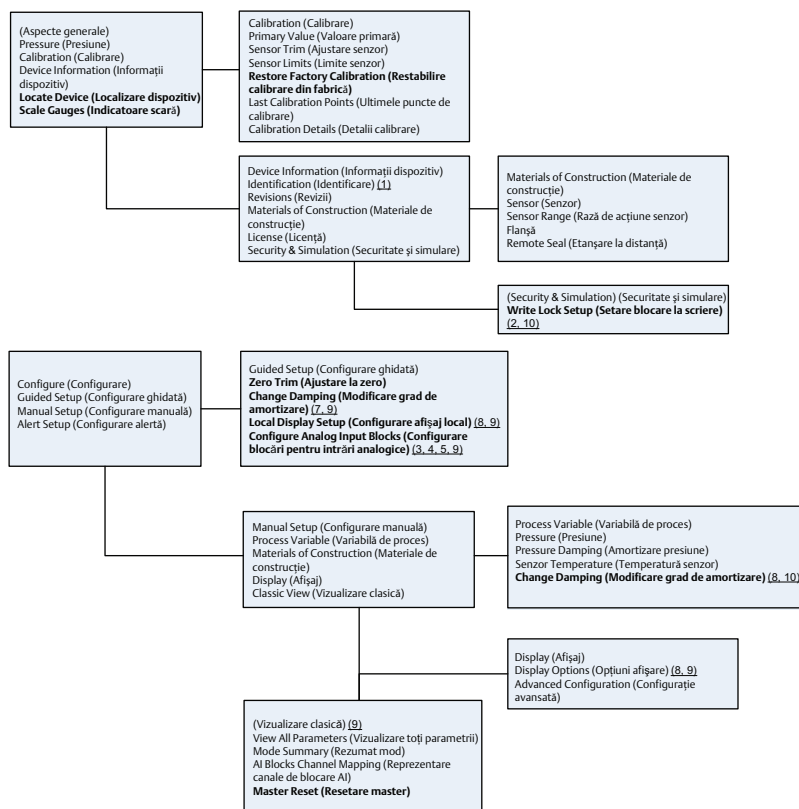 (Aspecte generale)
Pressure (Presiune)
Calibration (Calibrare)
Device Information (Informații
dispozitiv)
Locate Device (Localizare dispozitiv)
Scale Gauges (Indicatoare scară)
Calibration (Calibrare)
Primary Value (Valoare primară)
Sensor Trim (Ajustare senzor)
Sensor Limits (Limite senzor)
Restore Factory Calibration (Restabilire
calibrare din fabrică)
Last Calibration Points (Ultimele puncte de
calibrare)
Calibration Details (Detalii calibrare)
Device Information (Informații dispozitiv)
Identification (Identificare) (1)
Revisions (Revizii)
Materials of Construction (Materiale de
construcție)
License (Licență)
Security & Simulation (Securitate și simulare)
Materials of Construction (Materiale de
construcție)
Sensor (Senzor)
Sensor Range (Rază de acțiune senzor)
Flanșă
Remote Seal (Etanșare la distanță)
(Security & Simulation) (Securitate și simulare)
Write Lock Setup (Setare blocare la scriere)
(2, 10)
Configure (Configurare)
Guided Setup (Configurare ghidată)
Manual Setup (Configurare manuală)
Alert Setup (Configurare alertă)
Guided Setup (Configurare ghidată)
Zero Trim (Ajustare la zero)
Change Damping (Modificare grad de
amortizare) (7, 9)
Local Display Setup (Configurare afișaj local) (8, 9)
Configure Analog Input Blocks (Configurare
blocări pentru intrări analogice) (3, 4, 5, 9)
Manual Setup (Configurare manuală)
Process Variable (Variabilă de proces)
Materials of Construction (Materiale de
construcție)
Display (Afișaj)
Classic View (Vizualizare clasică)
Process Variable (Variabilă de proces)
Pressure (Presiune)
Pressure Damping (Amortizare presiune)
Senzor Temperature (Temperatură senzor)
Change Damping (Modificare grad de amortizare) (8, 10)
Display (Afișaj)
Display Options (Opțiuni afișare) (8, 9)
Advanced Configuration (Configurație
avansată)
(Vizualizare clasică) (9)
View All Parameters (Vizualizare toți parametrii)
Mode Summary (Rezumat mod)
AI Blocks Channel Mapping (Reprezentare
canale de blocare AI)
Master Reset (Resetare master)